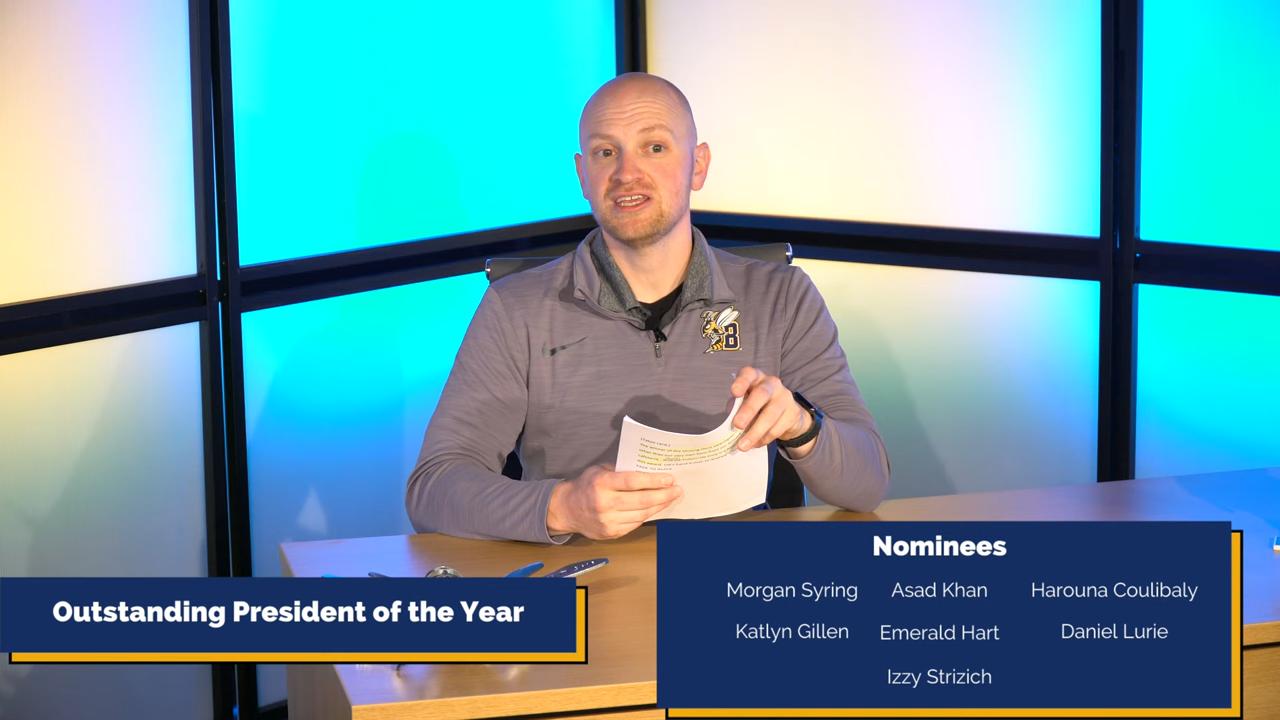 B
Outstanding President of the Year
Nominees
Morgan Syring Asad Khan Harouna Coulibaly
Katlyn Gillen Emerald Hart Daniel Lurie
Izzy Strizich